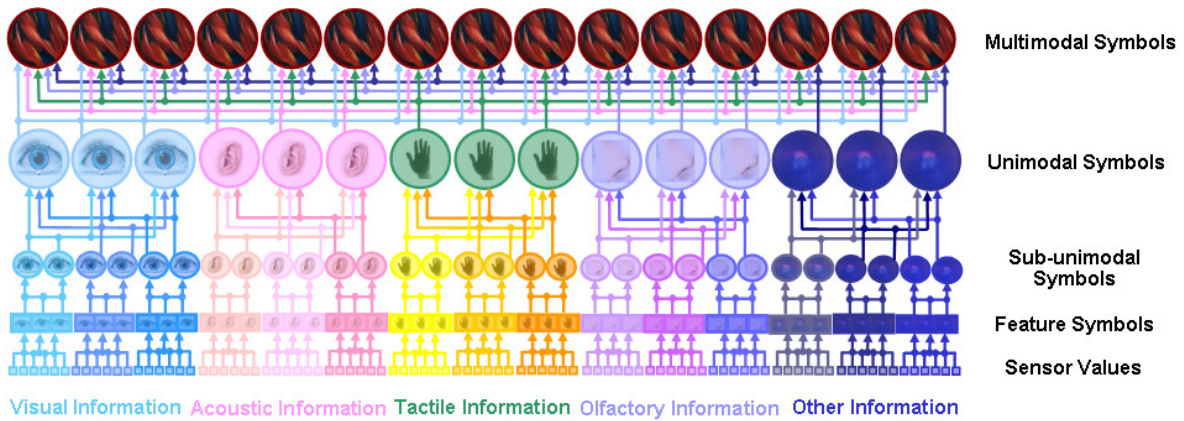 Multimodal Symbols
Unimodal Symbols
Sub-unimodal
Symbols
Feature Symbols
Sensor Values
Visual Information Acoustic Information Tactile Information Olfactory Information Other Information